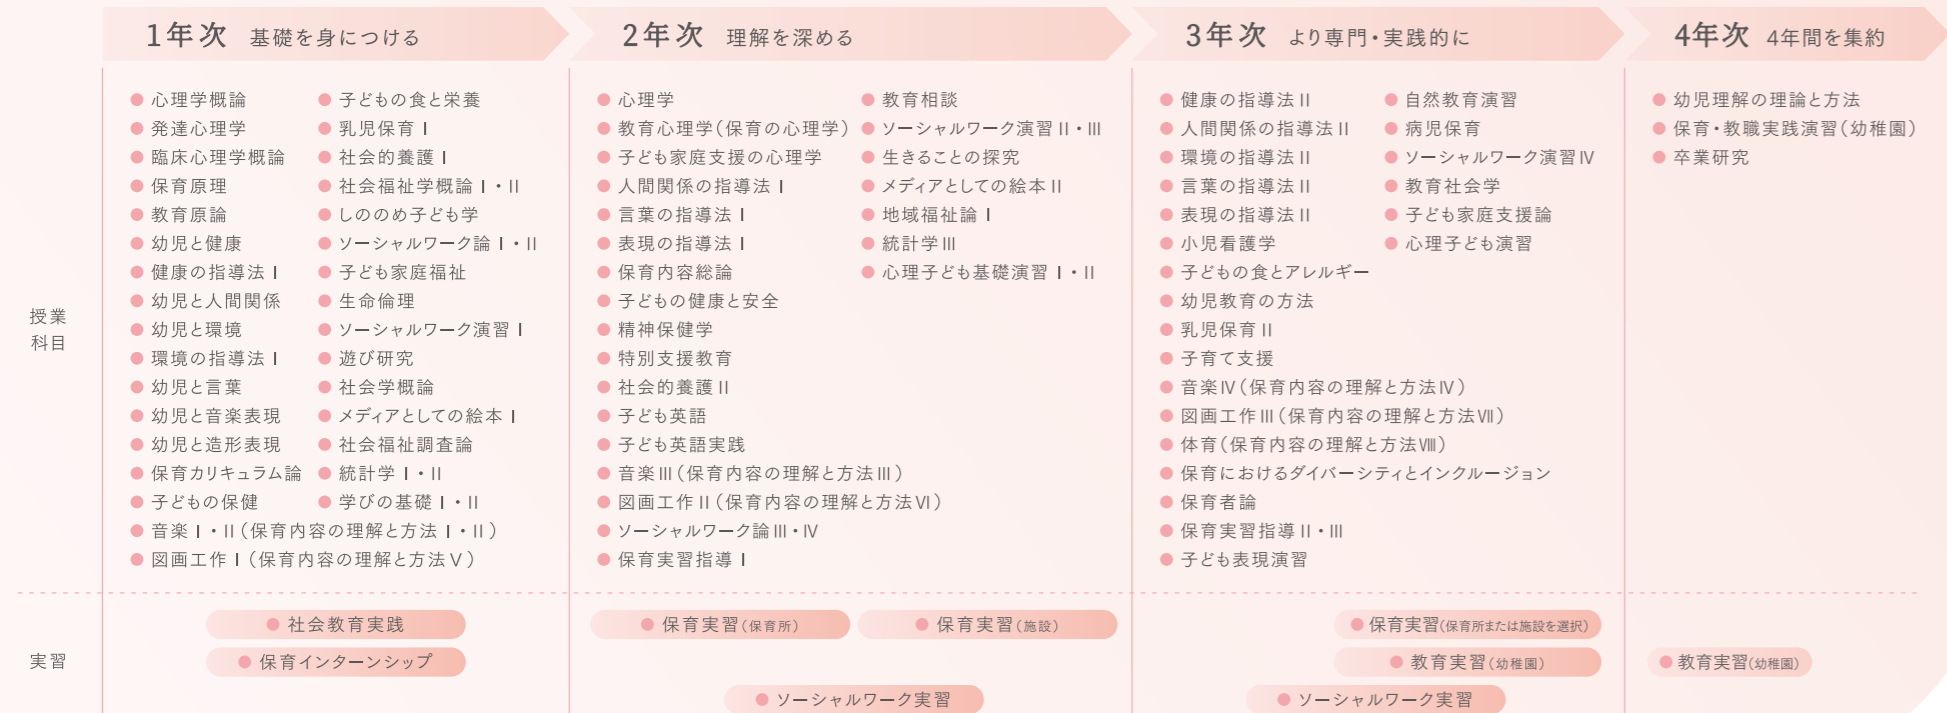 1年次 基礎を身につける
2年次 理解を深める
3年次 より専門・実践的に
4年次 4年間を集約
授業
科目
心理学概論
発達心理学
臨床心理学概論
保育原理
教育原論
幼児と健康
健康の指導法Ⅰ
幼児と人間関係
幼児と環境
環境の指導法Ⅰ
幼児と言葉
幼児と音楽表現
幼児と造形表現
保育カリキュラム論
子どもの保健
音楽Ⅰ・Ⅱ(保育内容の理解と方法Ⅰ・Ⅱ)
図画工作Ⅰ(保育内容の理解と方法Ⅴ)
子どもの食と栄養
乳児保育Ⅰ
社会的養護Ⅰ
社会福祉学概論Ⅰ・Ⅱ
しののめ子ども学
ソーシャルワーク論Ⅰ・Ⅱ
子ども家庭福祉
生命倫理
ソーシャルワーク演習Ⅰ
遊び研究
社会学概論
メディアとしての絵本Ⅰ
社会福祉調査論
統計学Ⅰ・Ⅱ
学びの基礎Ⅰ・Ⅱ
心理学
教育心理学(保育の心理学)
子ども家庭支援の心理学
人間関係の指導法Ⅰ
言葉の指導法Ⅰ
表現の指導法Ⅰ
保育内容総論
子どもの健康と安全
精神保健学
特別支援教育
社会的養護Ⅱ
子ども英語
子ども英語実践
音楽Ⅲ(保育内容の理解と方法Ⅲ)
図画工作Ⅱ(保育内容の理解と方法Ⅵ)
ソーシャルワーク論Ⅲ・Ⅳ
保育実習指導Ⅰ
教育相談
ソーシャルワーク演習Ⅱ・Ⅲ
生きることの探究
メディアとしての絵本Ⅱ
地域福祉論Ⅰ
統計学Ⅲ
心理子ども基礎演習Ⅰ・Ⅱ
健康の指導法Ⅱ
人間関係の指導法Ⅱ
環境の指導法Ⅱ
言葉の指導法Ⅱ
表現の指導法Ⅱ
小児看護学
子どもの食とアレルギー
幼児教育の方法
乳児保育Ⅱ
子育て支援
音楽Ⅳ(保育内容の理解と方法Ⅳ)
図画工作Ⅲ(保育内容の理解と方法Ⅶ)
体育(保育内容の理解と方法Ⅷ)
保育におけるダイバーシティとインクルージョン
保育者論
保育実習指導Ⅱ・Ⅲ
子ども表現演習
自然教育演習
病児保育
ソーシャルワーク演習Ⅳ
教育社会学
子ども家庭支援論
心理子ども演習
幼児理解の理論と方法
保育・教職実践演習(幼稚園)
卒業研究
実習
社会教育実践
保育インターンシップ
保育実習(保育所)
保育実習(施設)
ソーシャルワーク実習
保育実習(保育所または施設を選択)
教育実習(幼稚園)
ソーシャルワーク実習
教育実習(幼稚園)